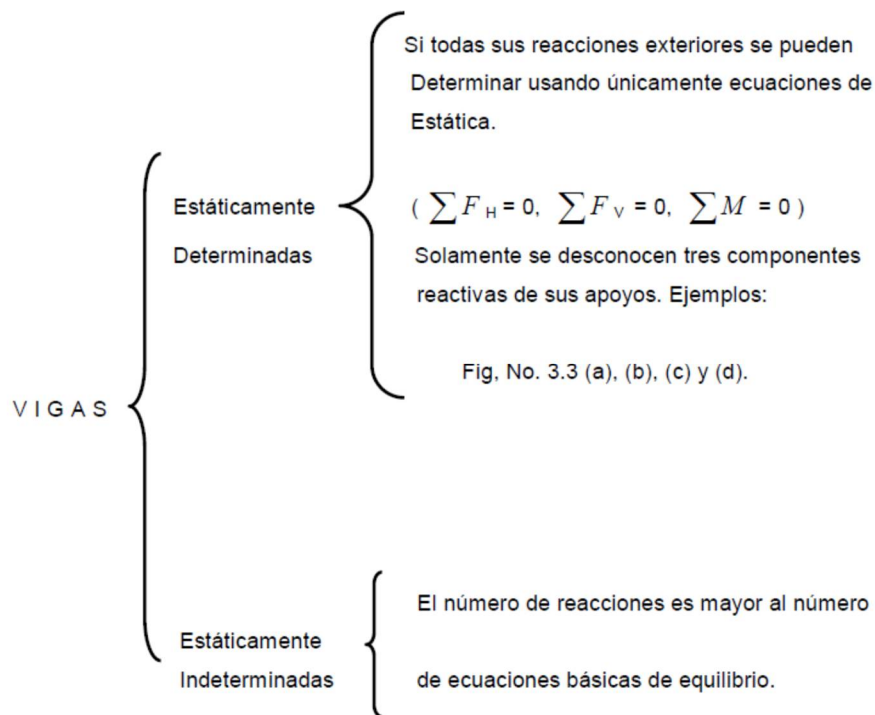 VIGAS
Estáticamente
Determinadas
Si todas sus reacciones exteriores se pueden
Determinar usando únicamente ecuaciones de
Estática.
( ∑ F H = 0, ∑ F V = 0, ∑ M = 0 )
Solamente se desconocen tres componentes
reactivas de sus apoyos. Ejemplos:
Fig, No. 3.3 (a), (b), (c) y (d).
Estáticamente
Indeterminadas
El número de reacciones es mayor al número
de ecuaciones básicas de equilibrio.